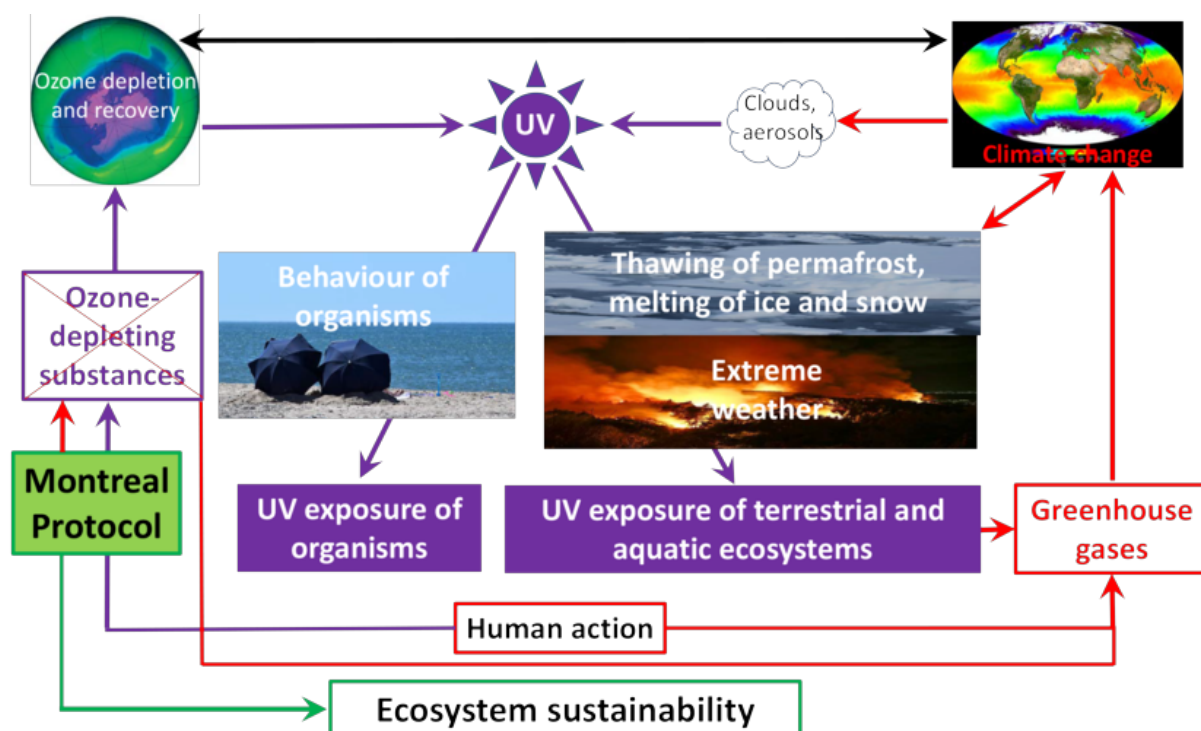 Ozone depletion
and recovery
UV
Clouds,
aerosols
Climate change
Behaviour of
organisms
Thawing of permafrost,
melting of ice and snow
Ozone-
depleting
substances
Extreme
weather
Montreal
Protocol
UV exposure of
organisms
UV exposure of terrestrial and
aquatic ecosystems
Greenhouse
gases
Human action
Ecosystem sustainability